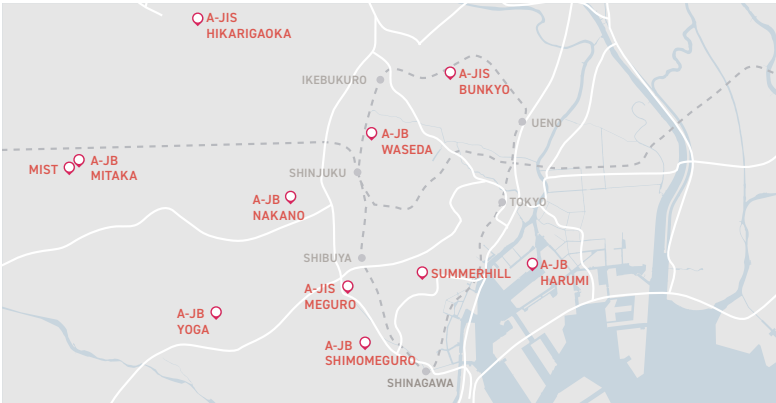 A-JIS
HIKARIGAOKA
IKEBUKURO
A-JIS
BUNKYO
UENO
A-JB
WASEDA
MIST
A-JB
MITAKA
SHINJUKU
A-JB
NAKANO
TOKYO
SHIBUYA
SUMMERHILL
A-JB
HARUMI
A-JIS
MEGURO
A-JB
YOGA
A-JB
SHIMOMEGURO
SHINAGAWA